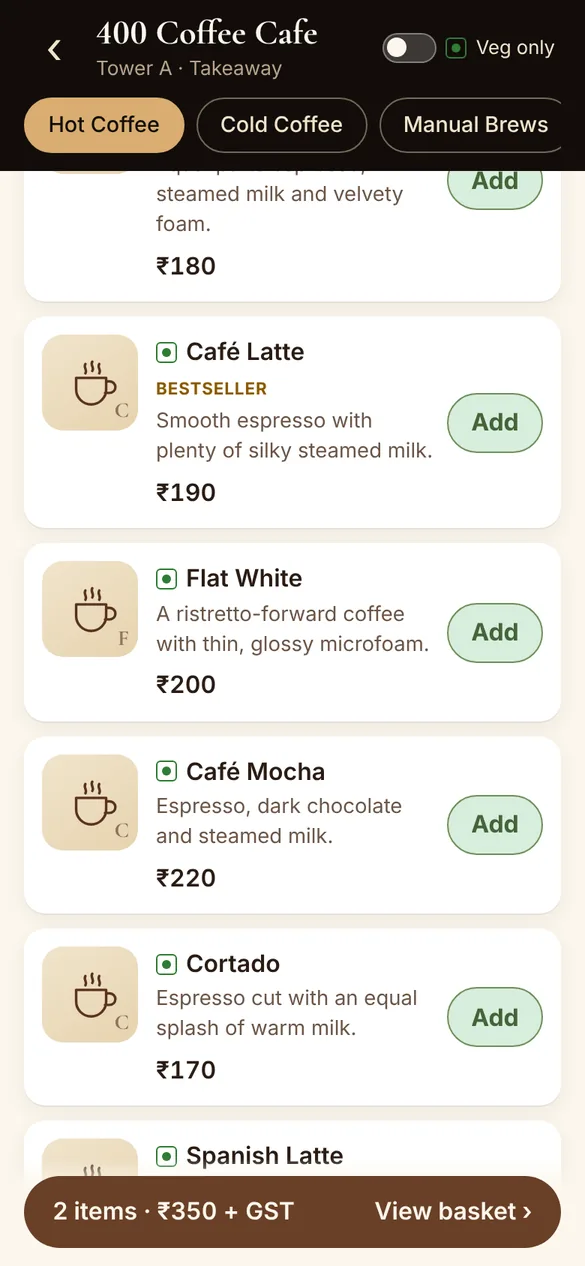 ‹
400 Coffee Cafe
Tower A · Takeaway
Veg only
Hot Coffee
Cold Coffee
Manual Brews
steamed milk and velvety
foam.
₹180
Add
C
Café Latte
BESTSELLER
Smooth espresso with
plenty of silky steamed milk.
₹190
Add
F
Flat White
A ristretto-forward coffee
with thin, glossy microfoam.
₹200
Add
C
Café Mocha
Espresso, dark chocolate
and steamed milk.
₹220
Add
C
Cortado
Espresso cut with an equal
splash of warm milk.
₹170
Add
Spanish Latte
2 items · ₹350 + GST
View basket ›